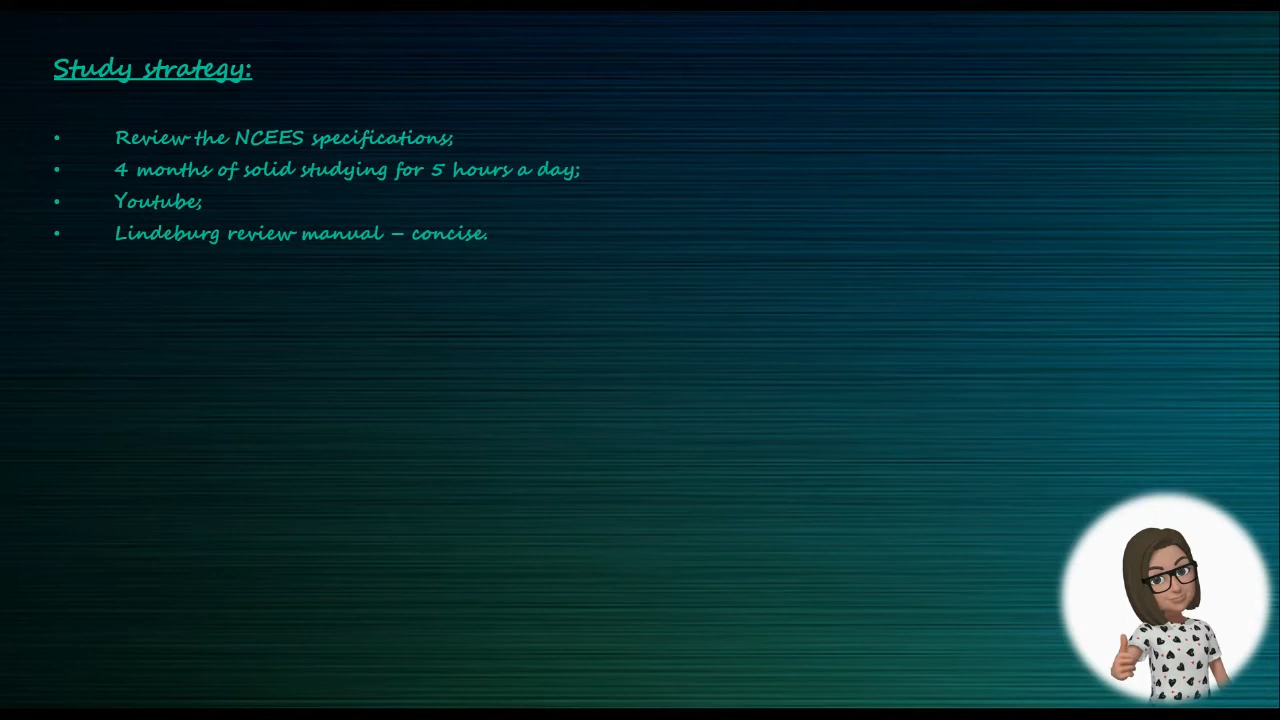 Study strategy:
• Review the NCEES specifications;
• 4 months of solid studying for 5 hours a day;
• Youtube;
• Lindeburg review manual – concise.